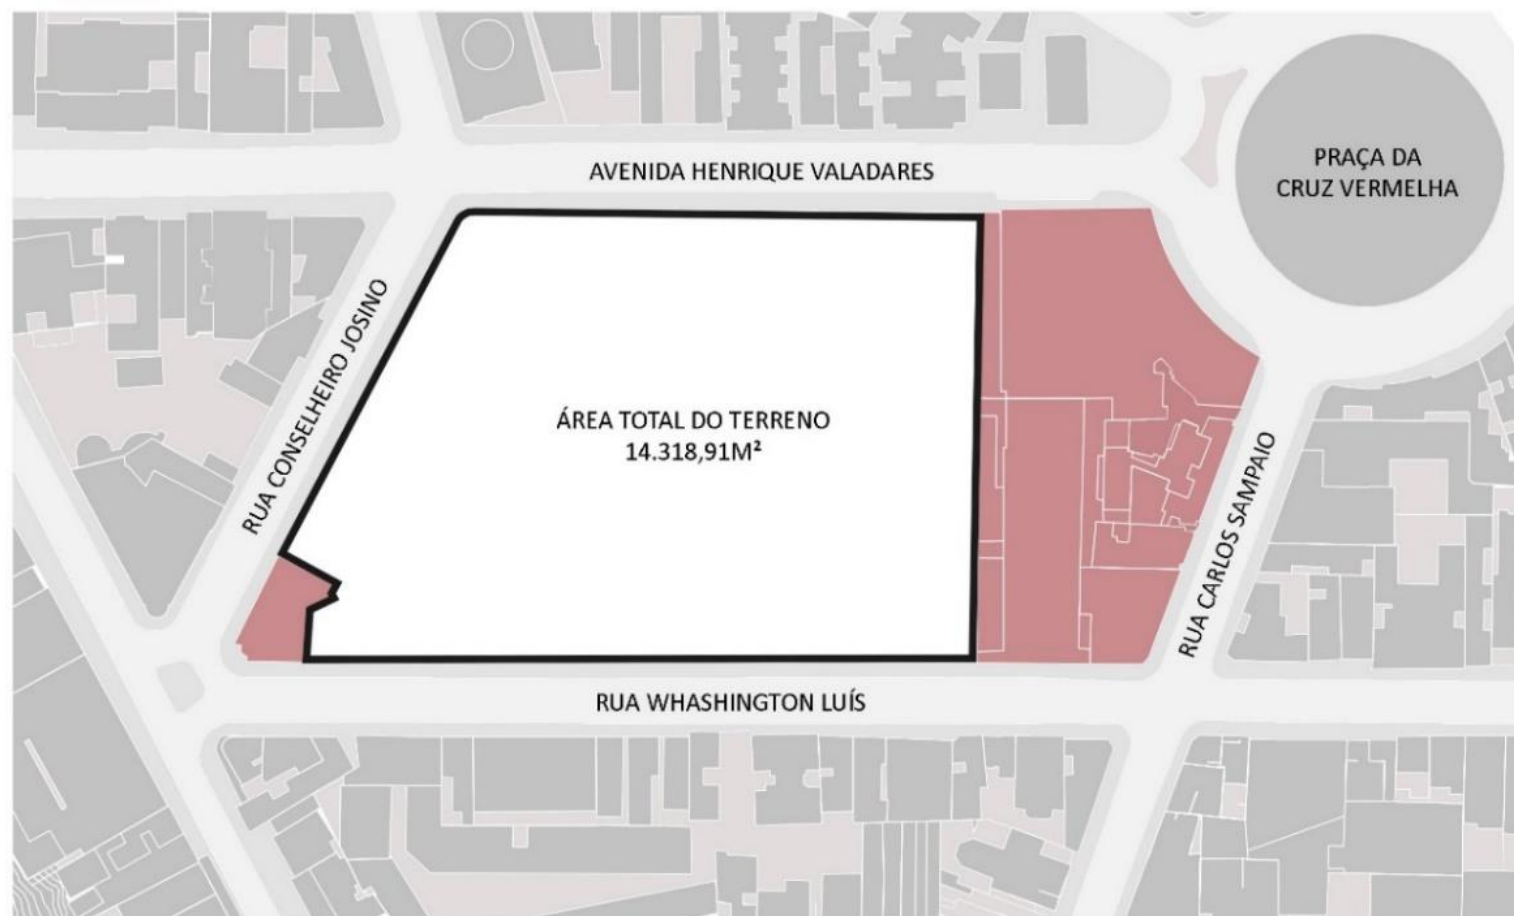 AVENIDA HENRIQUE VALADARES
PRAÇA DA
CRUZ VERMELHA
RUA CONSELHEIRO JOSINO
ÁREA TOTAL DO TERRENO
14.318,91M²
RUA CARLOS SAMPAIO
RUA WHASHINGTON LUÍS